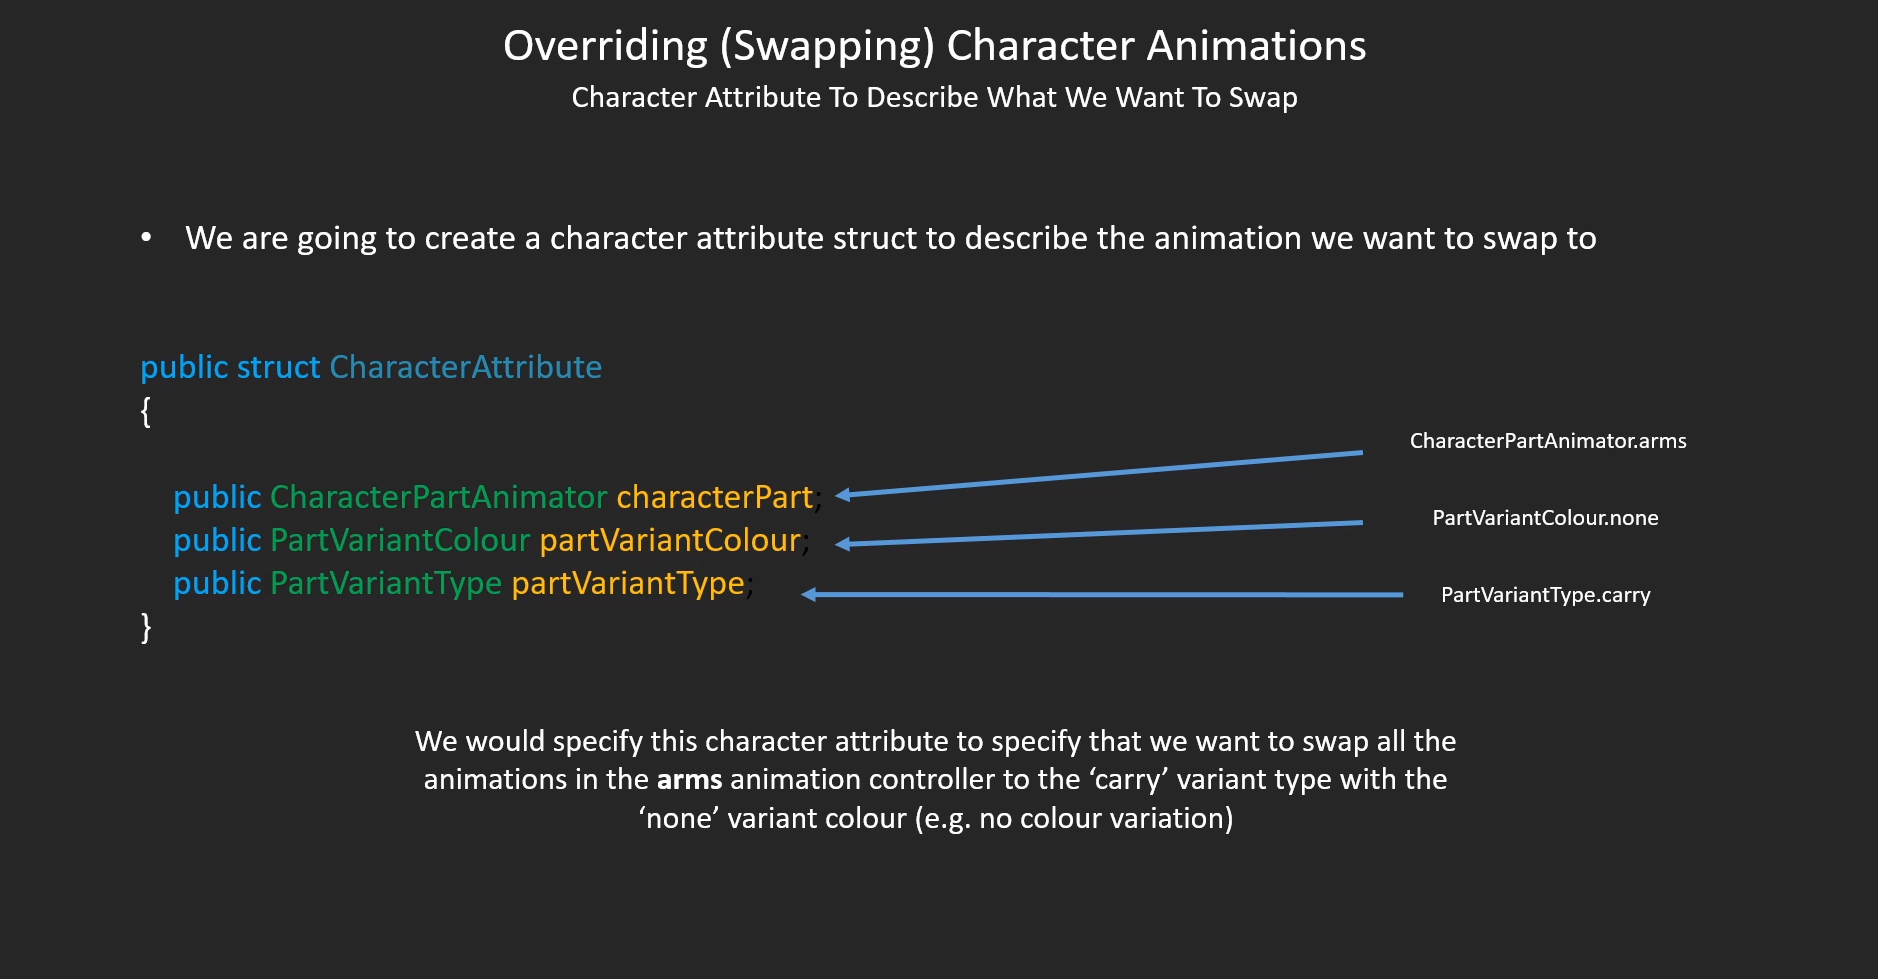 Overriding (Swapping) Character Animations
Character Attribute To Describe What We Want To Swap
• We are going to create a character attribute struct to describe the animation we want to swap to
public struct CharacterAttribute
{
public CharacterPartAnimator characterPart;
public PartVariantColour partVariantColour;
public PartVariantType partVariantType;
}
CharacterPartAnimator.arms
PartVariantColour.none
PartVariantType.carry
We would specify this character attribute to specify that we want to swap all the
animations in the arms animation controller to the ‘carry’ variant type with the
‘none’ variant colour (e.g. no colour variation)